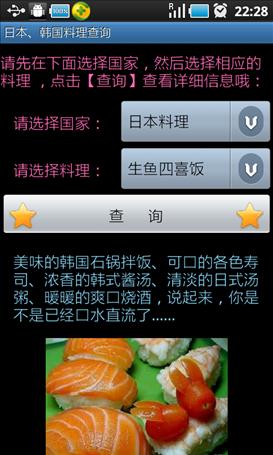 100%
R
22:28
日本、韩国料理查询
请先在下面选择国家，然后选择相应的
料理 ，点击【查询】查看详细信息哦：
请选择国家：
日本料理
请选择料理：
生鱼四喜饭
查 询
美味的韩国石锅拌饭、可口的各色寿
司、浓香的韩式酱汤、清淡的日式汤
粥、暖暖的爽口烧酒，说起来，你是
不是已经口水直流了......